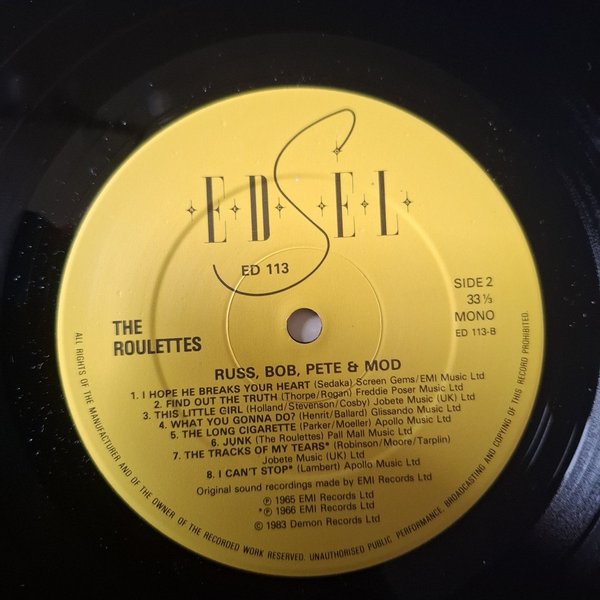 EDSEL
ED 113
SIDE 2
33 ⅓
MONO
ED 113-B
THE
ROULETTES
RUSS, BOB, PETE & MOD
1. I HOPE HE BREAKS YOUR HEART (Sedaka) Screen Gems/EMI Music Ltd
2. FIND OUT THE TRUTH (Thorpe/Rogan) Freddie Poser Music Ltd
3. THIS LITTLE GIRL (Holland/Stevenson/Cosby) Jobete Music (UK) Ltd
4. WHAT YOU GONNA DO? (Henrit/Ballard) Glissando Music Ltd
5. THE LONG CIGARETTE (Parker/Moeller) Apollo Music Ltd
6. JUNK (The Roulettes) Pall Mall Music Ltd
7. THE TRACKS OF MY TEARS* (Robinson/Moore/Tarplin)
Jobete Music (UK) Ltd
8. I CAN'T STOP* (Lambert) Apollo Music Ltd
Original sound recordings made by EMI Records Ltd
℗ 1965 EMI Records Ltd
*℗ 1966 EMI Records Ltd
© 1983 Demon Records Ltd
ALL RIGHTS OF THE MANUFACTURER AND OF THE OWNER OF THE RECORDED WORK RESERVED. UNAUTHORISED PUBLIC PERFORMANCE, BROADCASTING AND COPYING OF THIS RECORD PROHIBITED.